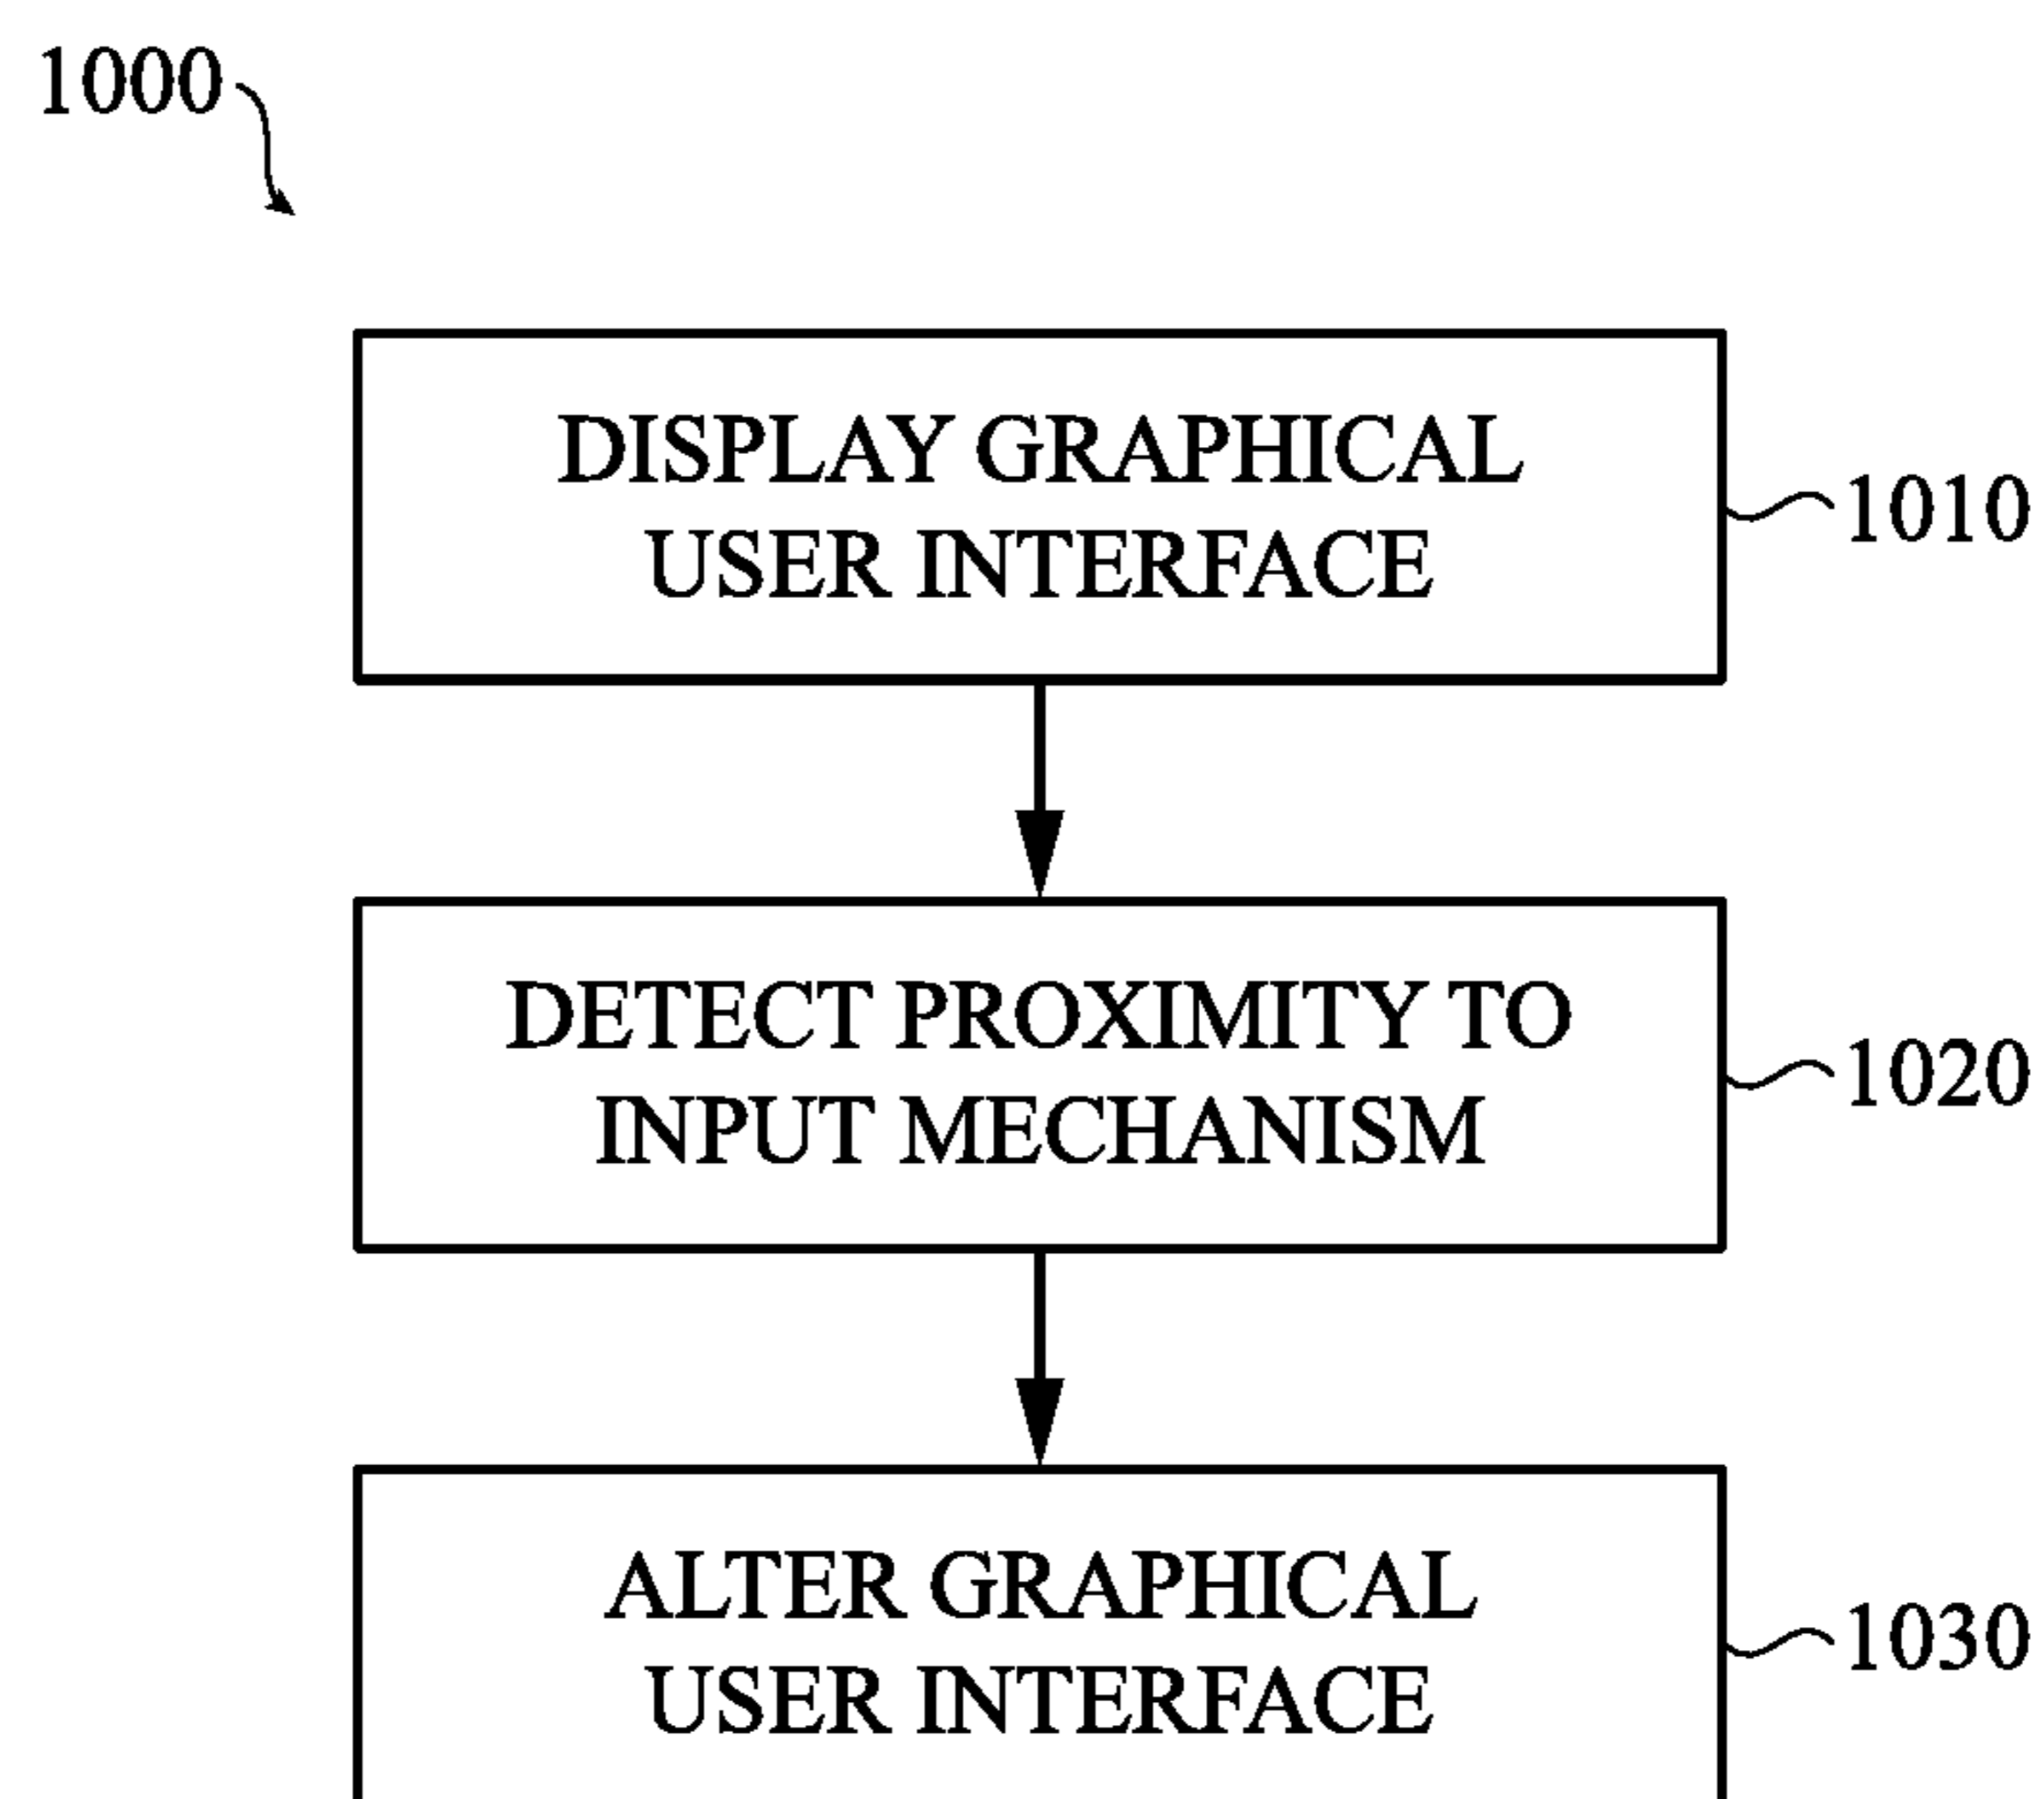 1000
DISPLAY GRAPHICAL
USER INTERFACE
1010
DETECT PROXIMITY TO
INPUT MECHANISM
1020
ALTER GRAPHICAL
USER INTERFACE
1030